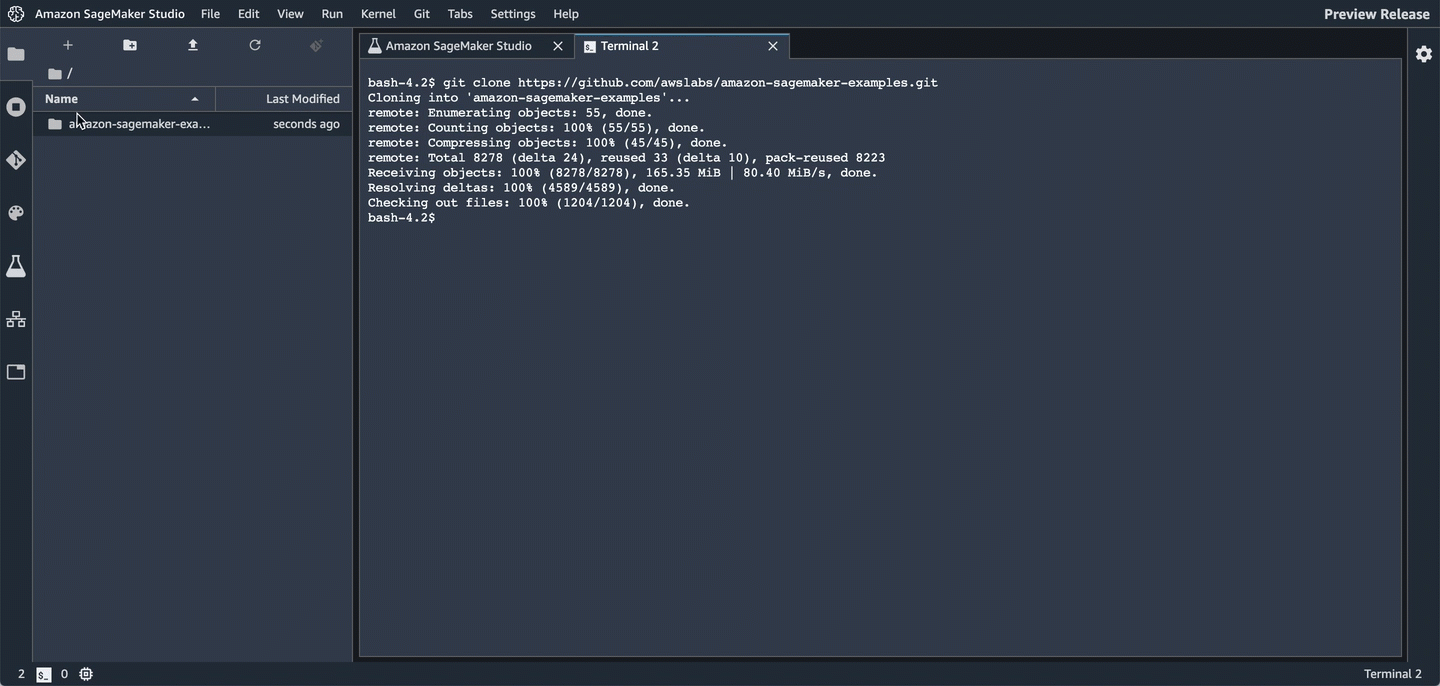 Amazon SageMaker Studio File Edit View Run Kernel Git Tabs Settings Help Preview Release
Amazon SageMaker Studio
Terminal 2
/
Name Last Modified
amazon-sagemaker-exa... seconds ago
bash-4.2$ git clone https://github.com/awslabs/amazon-sagemaker-examples.git
Cloning into 'amazon-sagemaker-examples'...
remote: Enumerating objects: 55, done.
remote: Counting objects: 100% (55/55), done.
remote: Compressing objects: 100% (45/45), done.
remote: Total 8278 (delta 24), reused 33 (delta 10), pack-reused 8223
Receiving objects: 100% (8278/8278), 165.35 MiB | 80.40 MiB/s, done.
Resolving deltas: 100% (4589/4589), done.
Checking out files: 100% (1204/1204), done.
bash-4.2$
2 $_ 0 Terminal 2